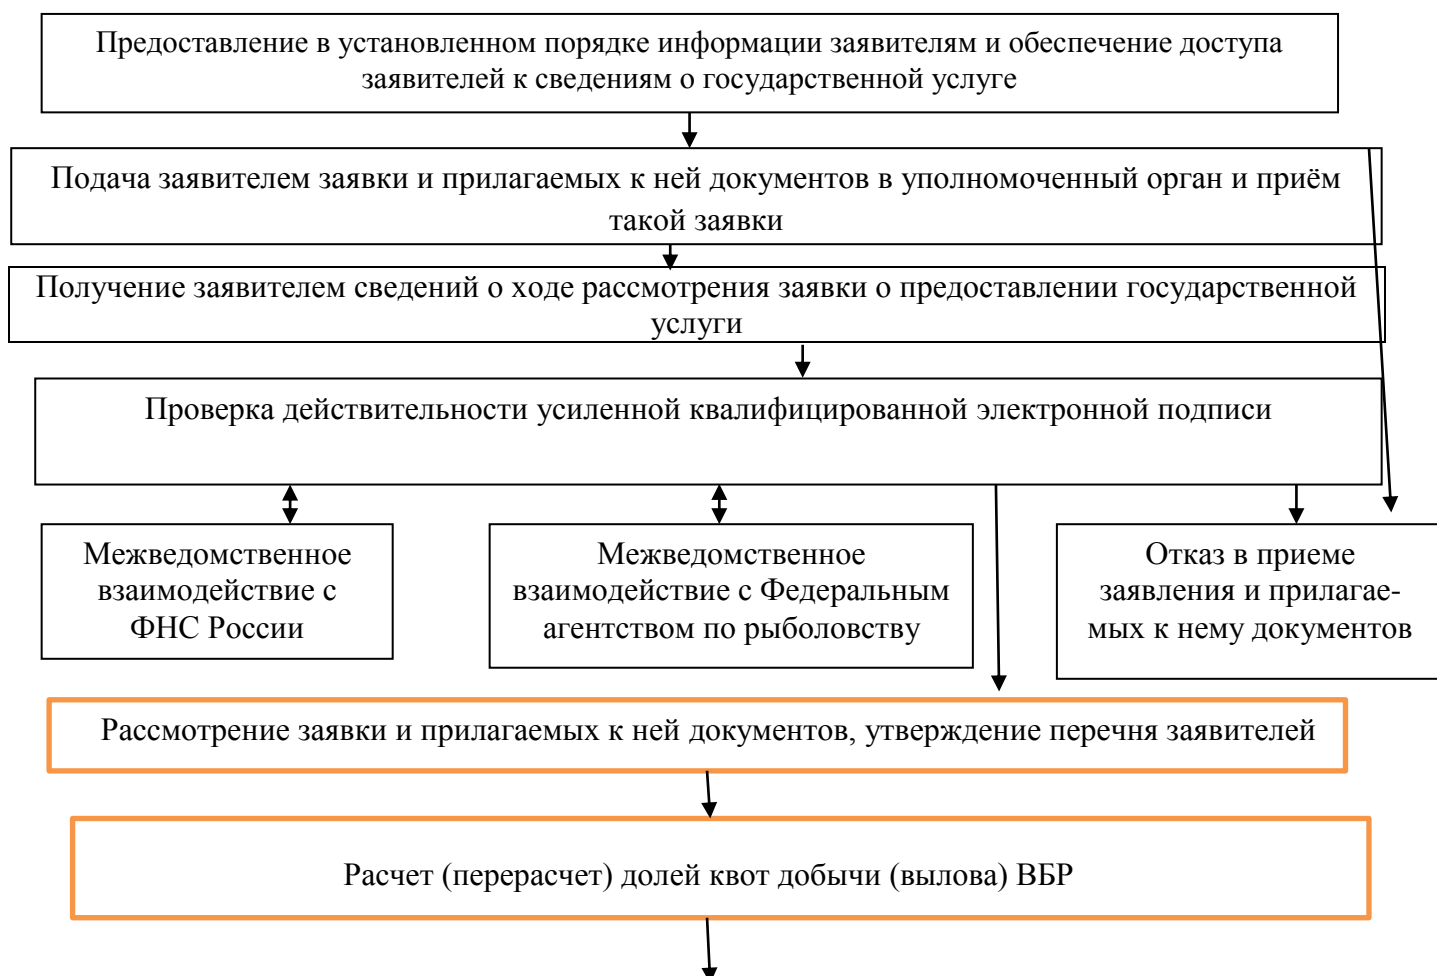 Предоставление в установленном порядке информации заявителям и обеспечение доступа
заявителей к сведениям о государственной услуге
Подача заявителем заявки и прилагаемых к ней документов в уполномоченный орган и приём
такой заявки
Получение заявителем сведений о ходе рассмотрения заявки о предоставлении государственной
услуги
Проверка действительности усиленной квалифицированной электронной подписи
Межведомственное
взаимодействие с
ФНС России
Межведомственное
взаимодействие с Федеральным
агентством по рыболовству
Отказ в приеме
заявления и прилагае-
мых к нему документов
Рассмотрение заявки и прилагаемых к ней документов, утверждение перечня заявителей
Расчет (перерасчет) долей квот добычи (вылова) ВБР